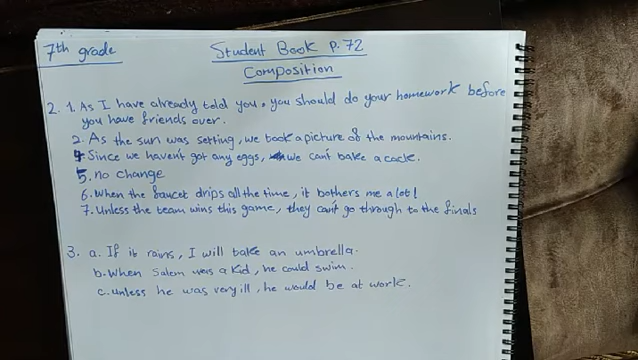 7th grade
Student Book p.72
Composition
2. 1. As I have already told you, you should do your homework before
you have friends over.
2. As the sun was setting, we took a picture of the mountains.
4. Since we haven't got any eggs, we can't bake a cack.
5. no change
6. When the faucet drips all the time, it bothers me a lot!
7. Unless the team wins this game, they can't go through to the finals
3. a. If it rains, I will take an umbrella.
b. When Salem was a kid, he could swim.
c. unless he was very ill, he would be at work.